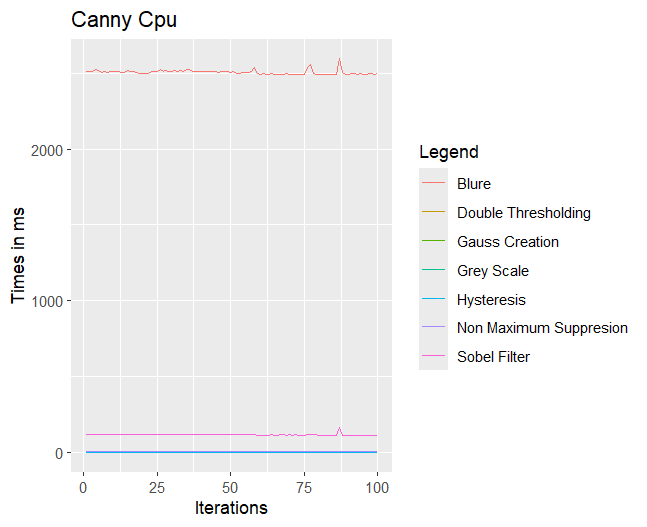 Canny Cpu
2000
1000
0
Times in ms
0 25 50 75 100
Iterations
Legend
Blure
Double Thresholding
Gauss Creation
Grey Scale
Hysteresis
Non Maximum Suppresion
Sobel Filter